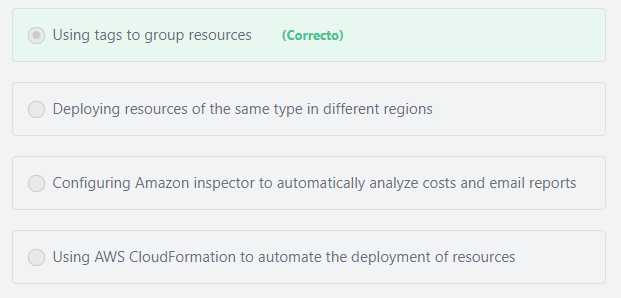 Using tags to group resources (Correcto)
Deploying resources of the same type in different regions
Configuring Amazon inspector to automatically analyze costs and email reports
Using AWS CloudFormation to automate the deployment of resources